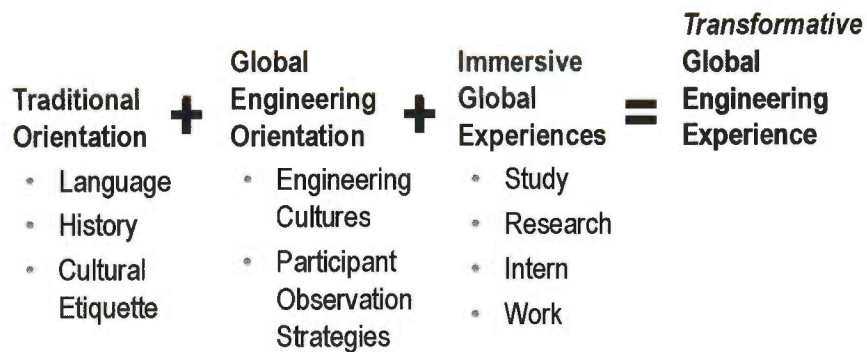 Traditional
Orientation
• Language
• History
• Cultural
Etiquette
+
Global
Engineering
Orientation
• Engineering
Cultures
• Participant
Observation
Strategies
+
Immersive
Global
Experiences
• Study
• Research
• Intern
• Work
=
Transformative
Global
Engineering
Experience